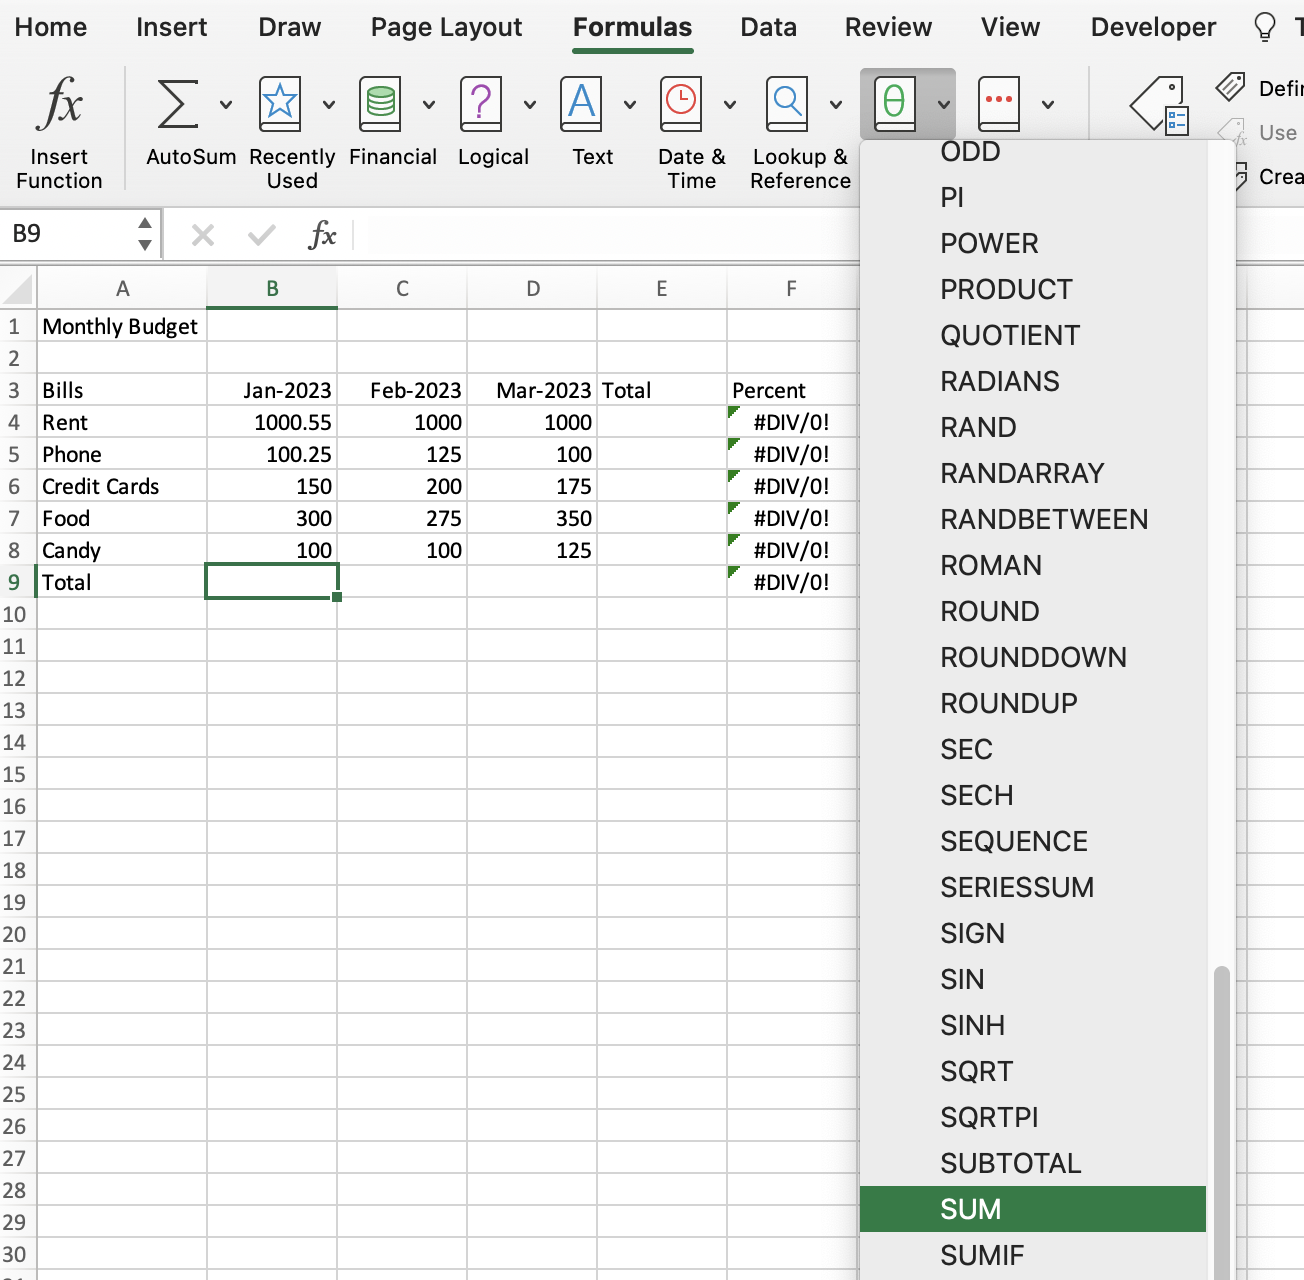 Home Insert Draw Page Layout Formulas Data Review View Developer
fx Σ ? A θ
Insert Function AutoSum Recently Used Financial Logical Text Date & Time Lookup & Reference
Use
B9 fx
A B C D E F
1 Monthly Budget
2
3 Bills Jan-2023 Feb-2023 Mar-2023 Total Percent
4 Rent 1000.55 1000 1000 #DIV/0!
5 Phone 100.25 125 100 #DIV/0!
6 Credit Cards 150 200 175 #DIV/0!
7 Food 300 275 350 #DIV/0!
8 Candy 100 100 125 #DIV/0!
9 Total #DIV/0!
10
11
12
13
14
15
16
17
18
19
20
21
22
23
24
25
26
27
28
29
30
ODD
PI
POWER
PRODUCT
QUOTIENT
RADIANS
RAND
RANDARRAY
RANDBETWEEN
ROMAN
ROUND
ROUNDDOWN
ROUNDUP
SEC
SECH
SEQUENCE
SERIESSUM
SIGN
SIN
SINH
SQRT
SQRTPI
SUBTOTAL
SUM
SUMIF